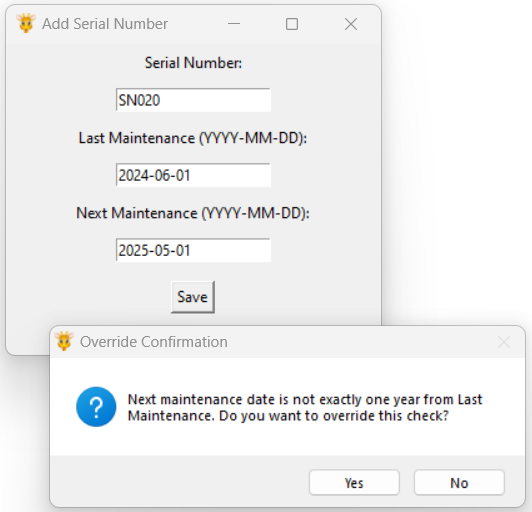 Add Serial Number
Serial Number:
SN020
Last Maintenance (YYYY-MM-DD):
2024-06-01
Next Maintenance (YYYY-MM-DD):
2025-05-01
Save
Override Confirmation
Next maintenance date is not exactly one year from Last
Maintenance. Do you want to override this check?
Yes No